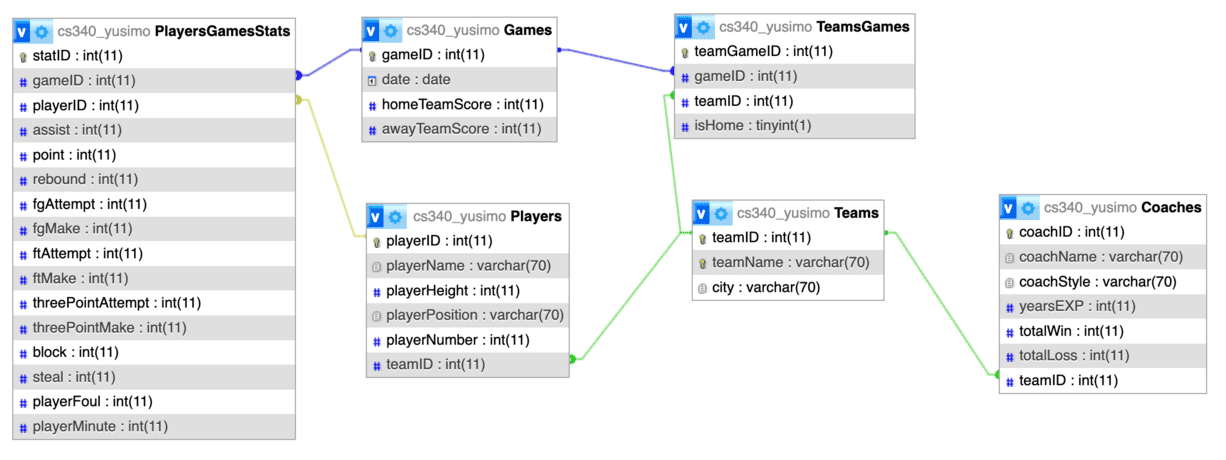 v cs340_yusimo PlayersGamesStats
statID : int(11)
gameID : int(11)
playerID : int(11)
assist : int(11)
point : int(11)
rebound : int(11)
fgAttempt : int(11)
fgMake : int(11)
ftAttempt : int(11)
ftMake : int(11)
threePointAttempt : int(11)
threePointMake : int(11)
block : int(11)
steal : int(11)
playerFoul : int(11)
playerMinute : int(11)
v cs340_yusimo Games
gameID : int(11)
date : date
homeTeamScore : int(11)
awayTeamScore : int(11)
v cs340_yusimo TeamsGames
teamGameID : int(11)
gameID : int(11)
teamID : int(11)
isHome : tinyint(1)
v cs340_yusimo Players
playerID : int(11)
playerName : varchar(70)
playerHeight : int(11)
playerPosition : varchar(70)
playerNumber : int(11)
teamID : int(11)
v cs340_yusimo Teams
teamID : int(11)
teamName : varchar(70)
city : varchar(70)
v cs340_yusimo Coaches
coachID : int(11)
coachName : varchar(70)
coachStyle : varchar(70)
yearsEXP : int(11)
totalWin : int(11)
totalLoss : int(11)
teamID : int(11)